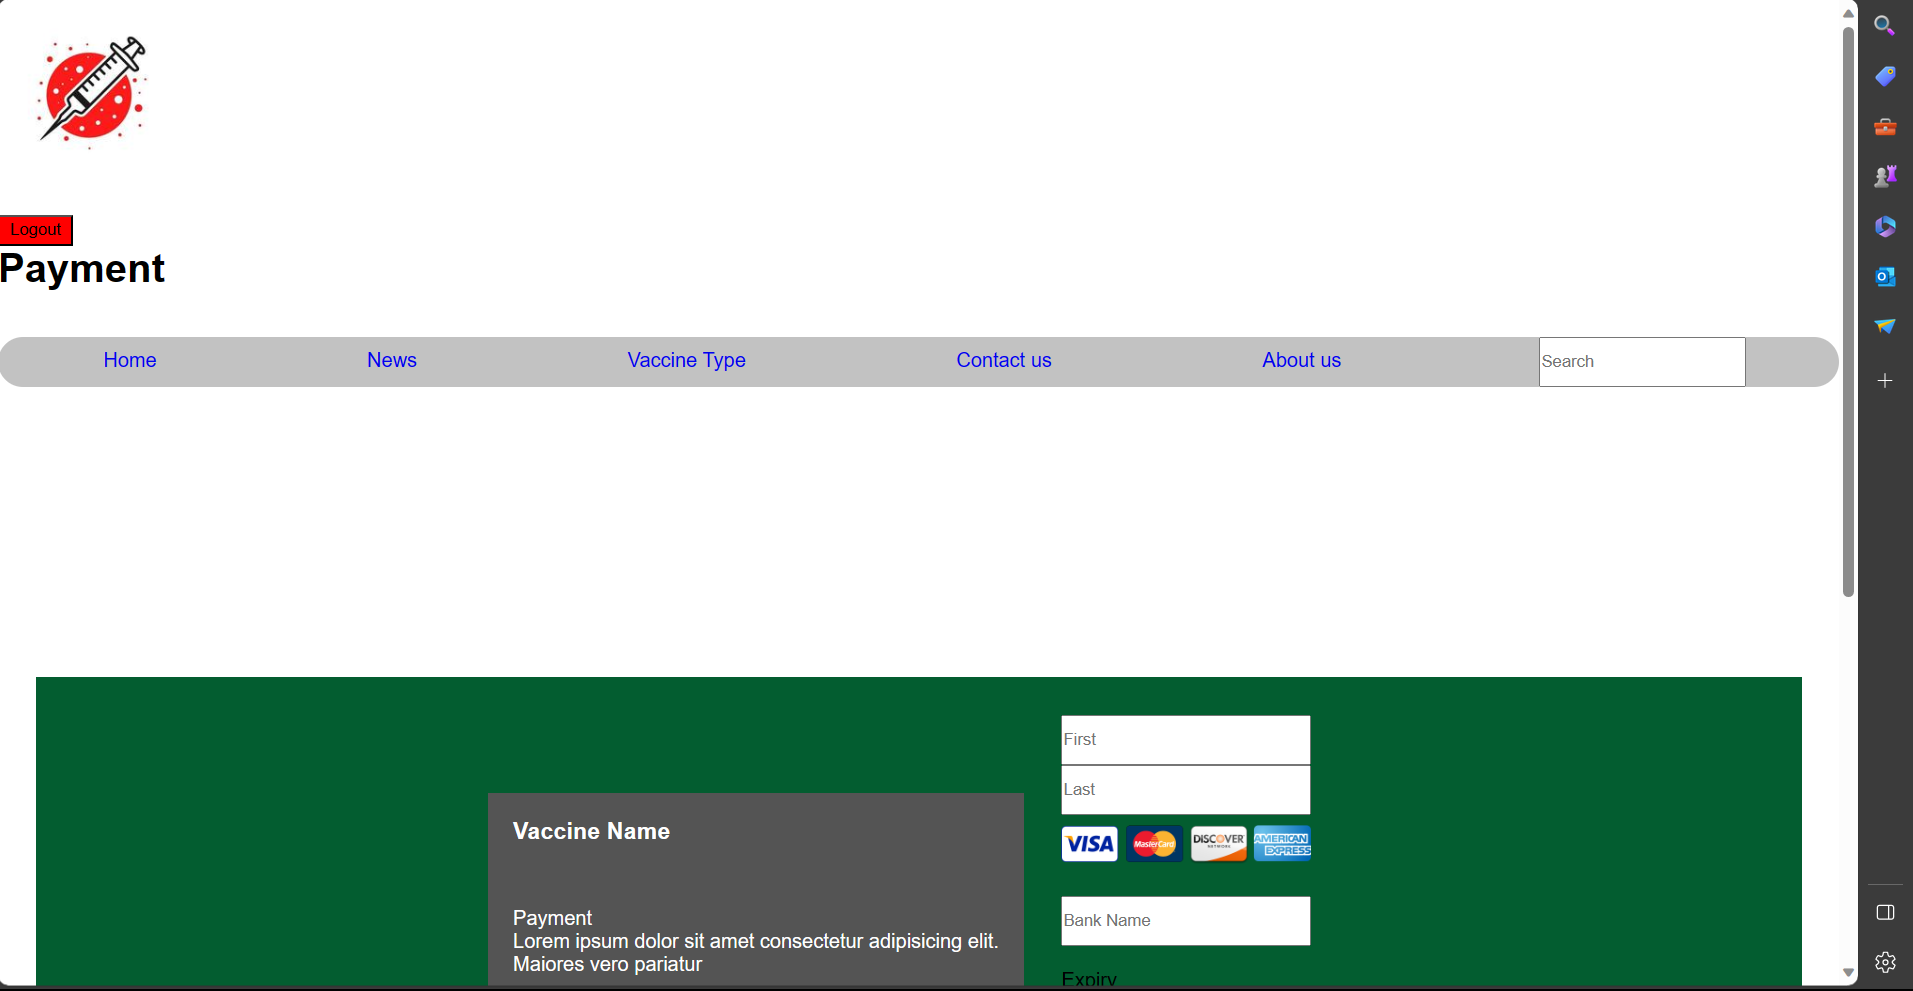 Logout
Payment
Home News Vaccine Type Contact us About us Search
First
Last
VISA MasterCard DISCOVER NETWORK AMERICAN EXPRESS
Vaccine Name
Bank Name
Payment
Lorem ipsum dolor sit amet consectetur adipisicing elit.
Maiores vero pariatur
Expiry